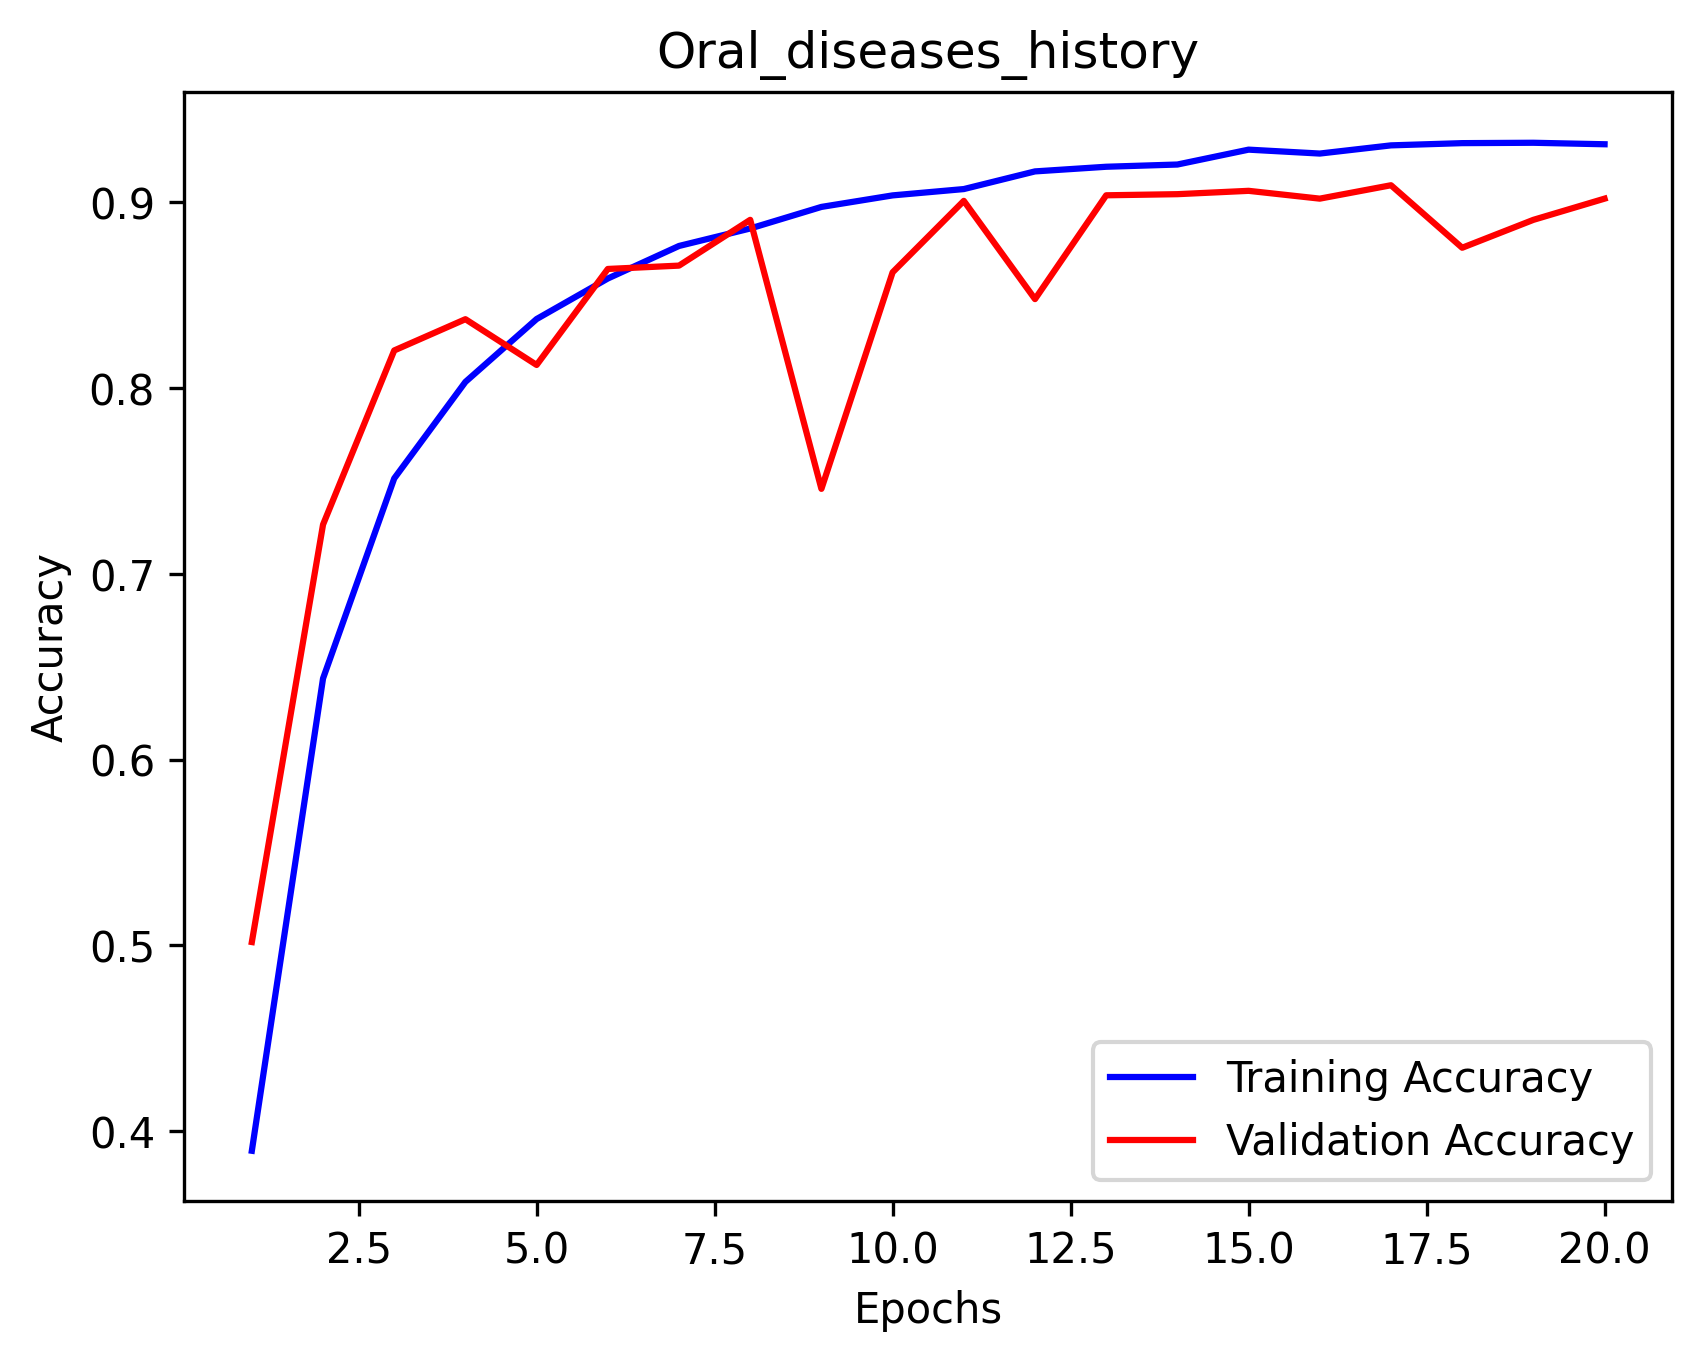 Oral_diseases_history
Accuracy
0.9
0.8
0.7
0.6
0.5
0.4
Training Accuracy
Validation Accuracy
2.5 5.0 7.5 10.0 12.5 15.0 17.5 20.0
Epochs